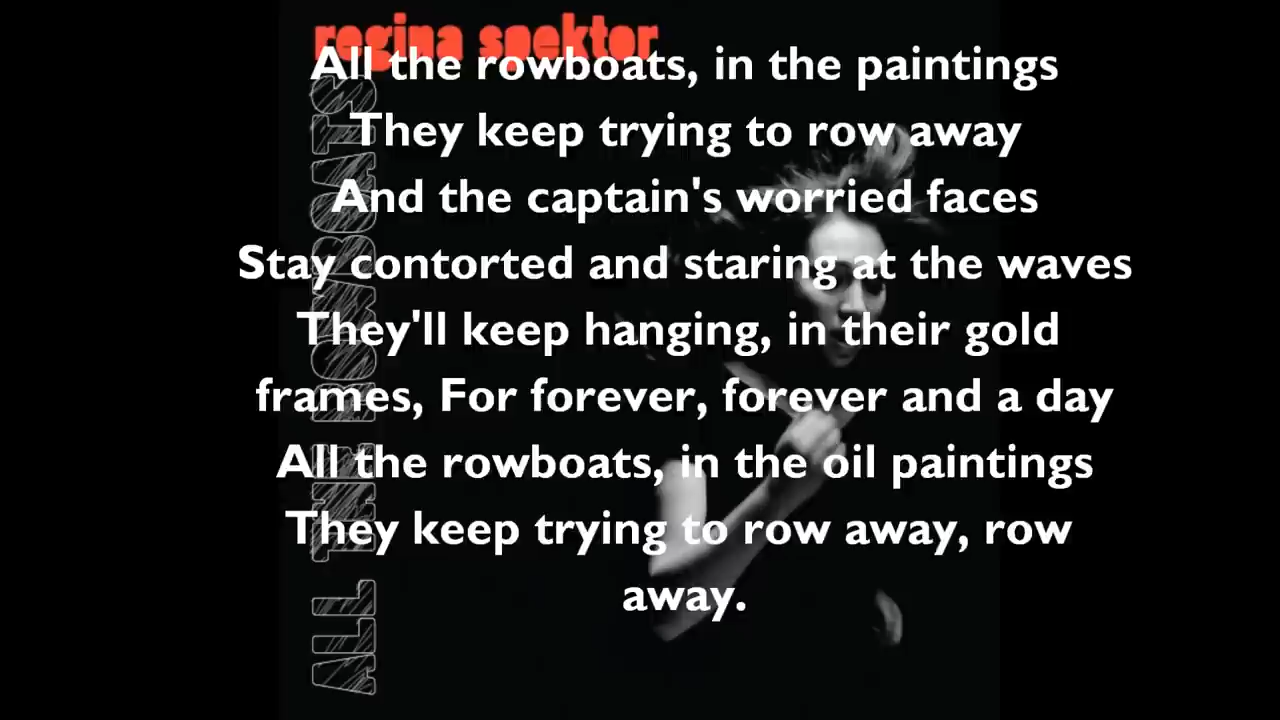 regina spektor
All the rowboats, in the paintings
They keep trying to row away
And the captain's worried faces
Stay contorted and staring at the waves
They'll keep hanging, in their gold
frames, For forever, forever and a day
All the rowboats, in the oil paintings
They keep trying to row away, row
away.
ALL THE ROWBOATS